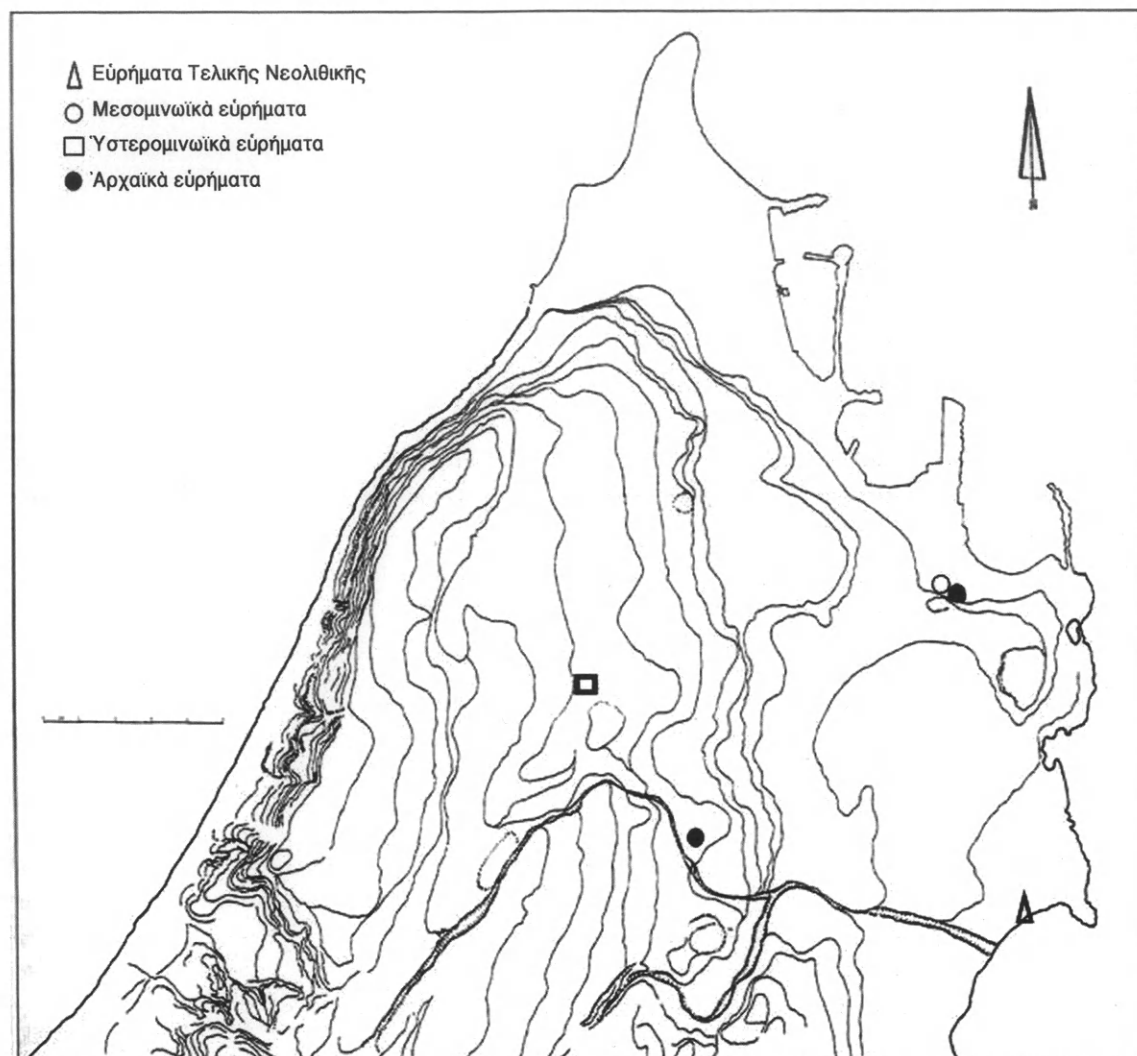 Εὑρήματα Τελικῆς Νεολιθικῆς
Μεσομινωϊκὰ εὑρήματα
Ὑστερομινωϊκὰ εὑρήματα
Ἀρχαϊκὰ εὑρήματα